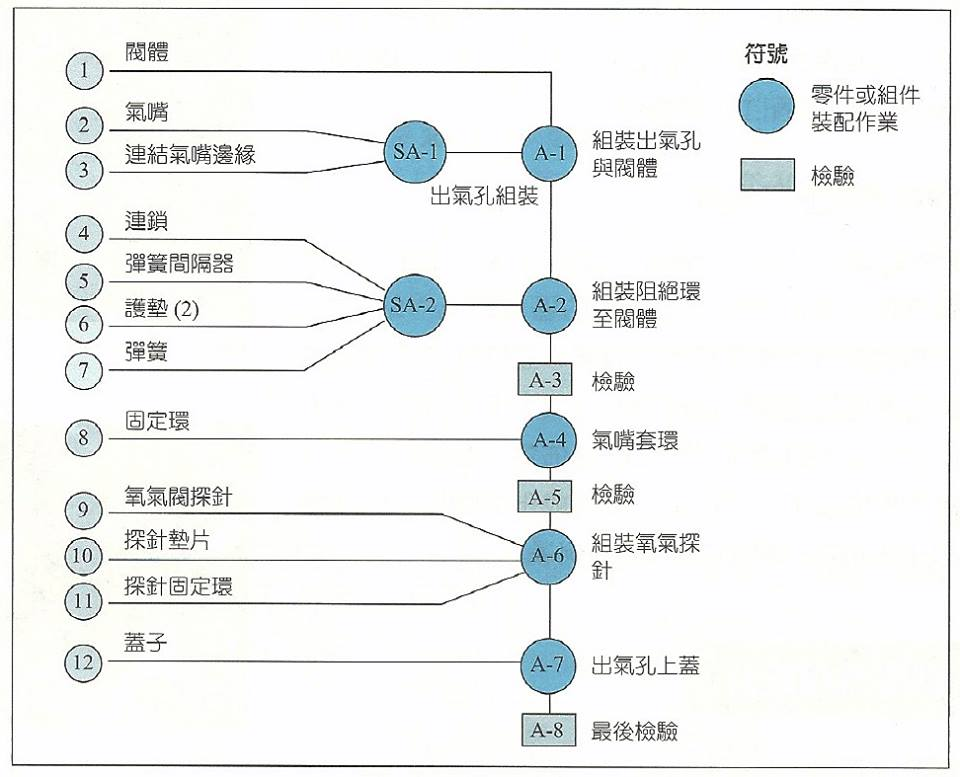 符號
零件或組件
裝配作業
檢驗
1
閥體
2
氣嘴
3
連結氣嘴邊緣
SA-1
出氣孔組裝
A-1
組裝出氣孔
與閥體
4
連鎖
5
彈簧間隔器
6
護墊 (2)
7
彈簧
SA-2
A-2
組裝阻絕環
至閥體
A-3
檢驗
8
固定環
A-4
氣嘴套環
A-5
檢驗
9
氧氣閥探針
10
探針墊片
11
探針固定環
A-6
組裝氧氣探
針
12
蓋子
A-7
出氣孔上蓋
A-8
最後檢驗